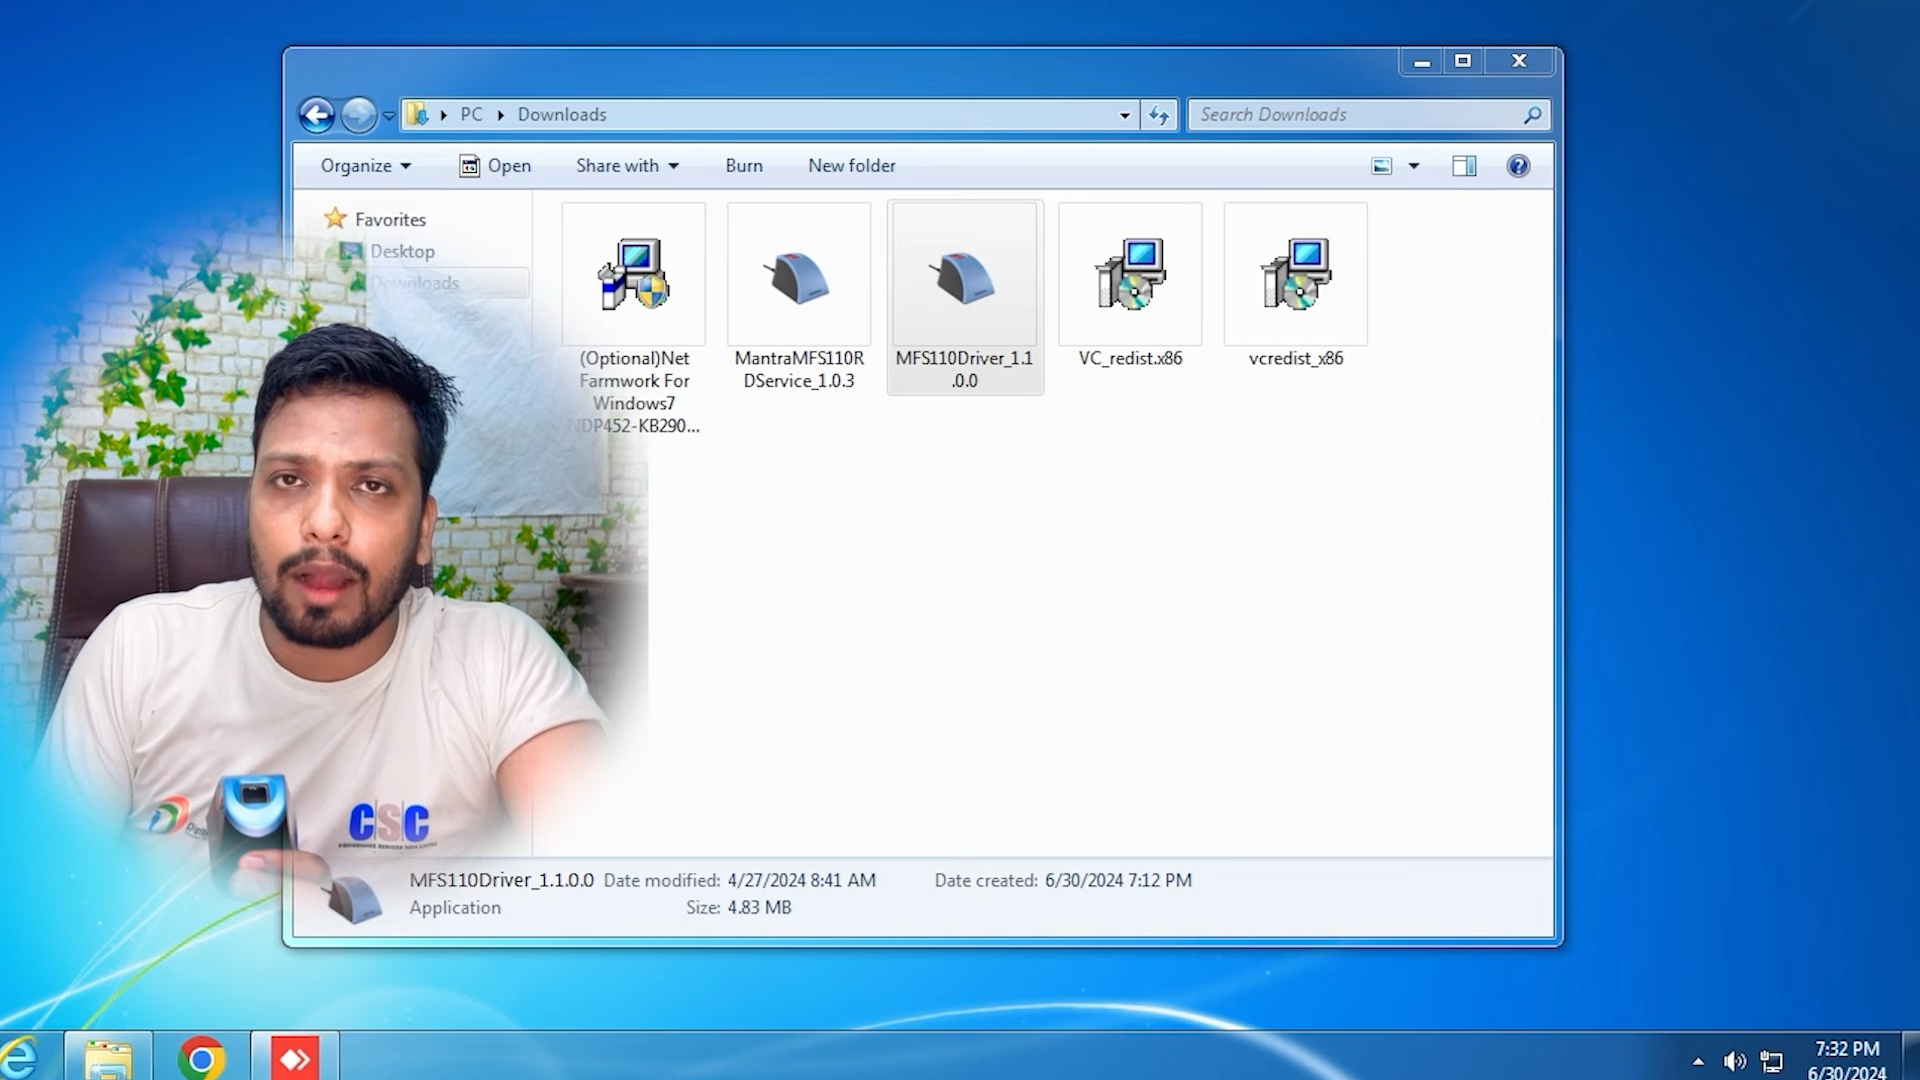 PC
Downloads
Search Downloads
Organize
Open
Share with
Burn
New folder
Favorites
Desktop
Downloads
(Optional)Net
Farmwork For
Windows7
NDP452-KB290...
MantraMFS110R
DService_1.0.3
MFS110Driver_1.1
.0.0
VC_redist.x86
vcredist_x86
CSC
MFS110Driver_1.1.0.0 Date modified: 4/27/2024 8:41 AM Date created: 6/30/2024 7:12 PM
Application Size: 4.83 MB
7:32 PM
6/30/2024